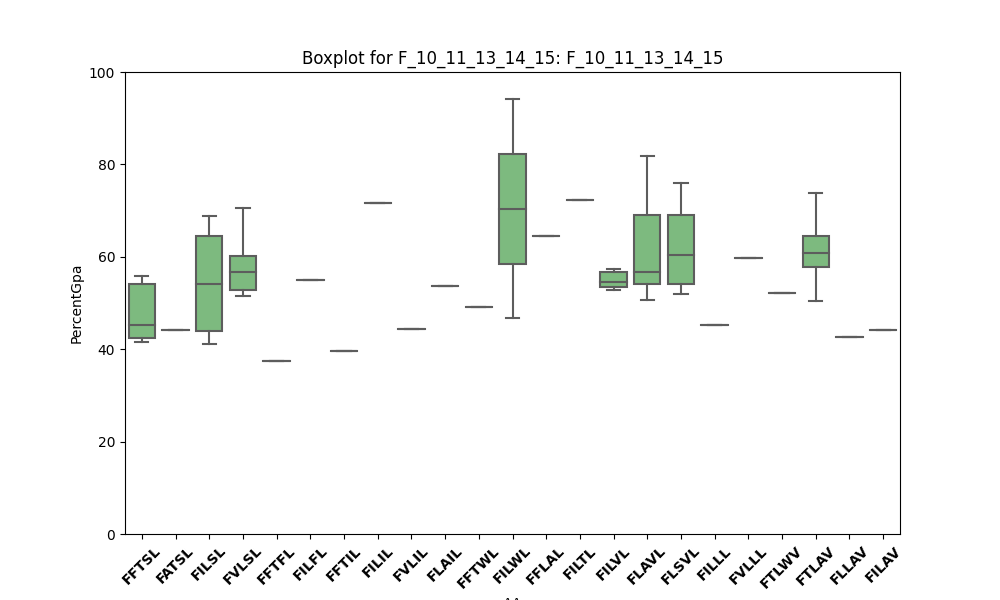 Boxplot for F_10_11_13_14_15: F_10_11_13_14_15
PercentGpa
100
80
60
40
20
0
FFTSL
FATSL
FILSL
FVLSL
FFTFL
FILFL
FFTIL
FILIL
FVLIL
FLAIL
FFTWL
FILWL
FFLAL
FILTL
FILVL
FLAVL
FLSVL
FILLL
FVLLL
FTLWV
FTLAV
FLLAV
FILAV